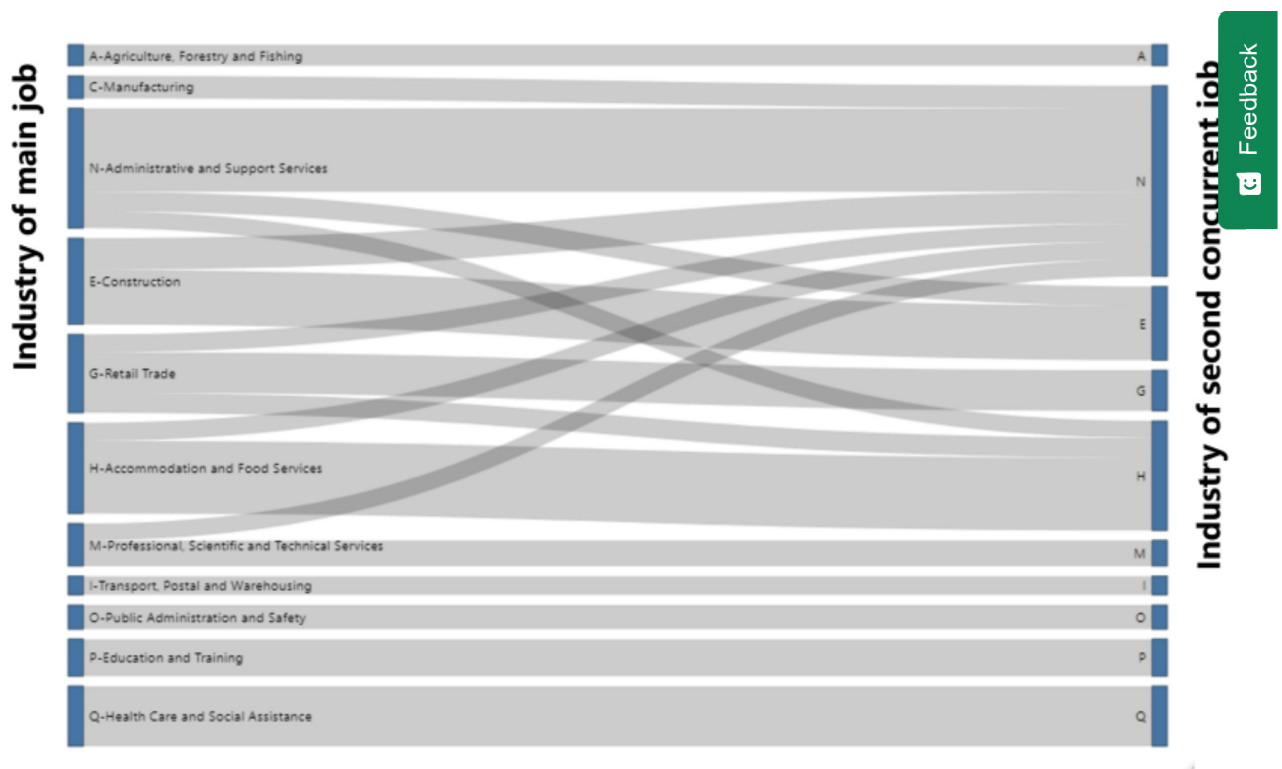 Industry of main job
A-Agriculture, Forestry and Fishing
C-Manufacturing
N-Administrative and Support Services
E-Construction
G-Retail Trade
H-Accommodation and Food Services
M-Professional, Scientific and Technical Services
I-Transport, Postal and Warehousing
O-Public Administration and Safety
P-Education and Training
Q-Health Care and Social Assistance
A
N
E
G
H
M
I
O
P
Q
Industry of second concurrent job
Feedback